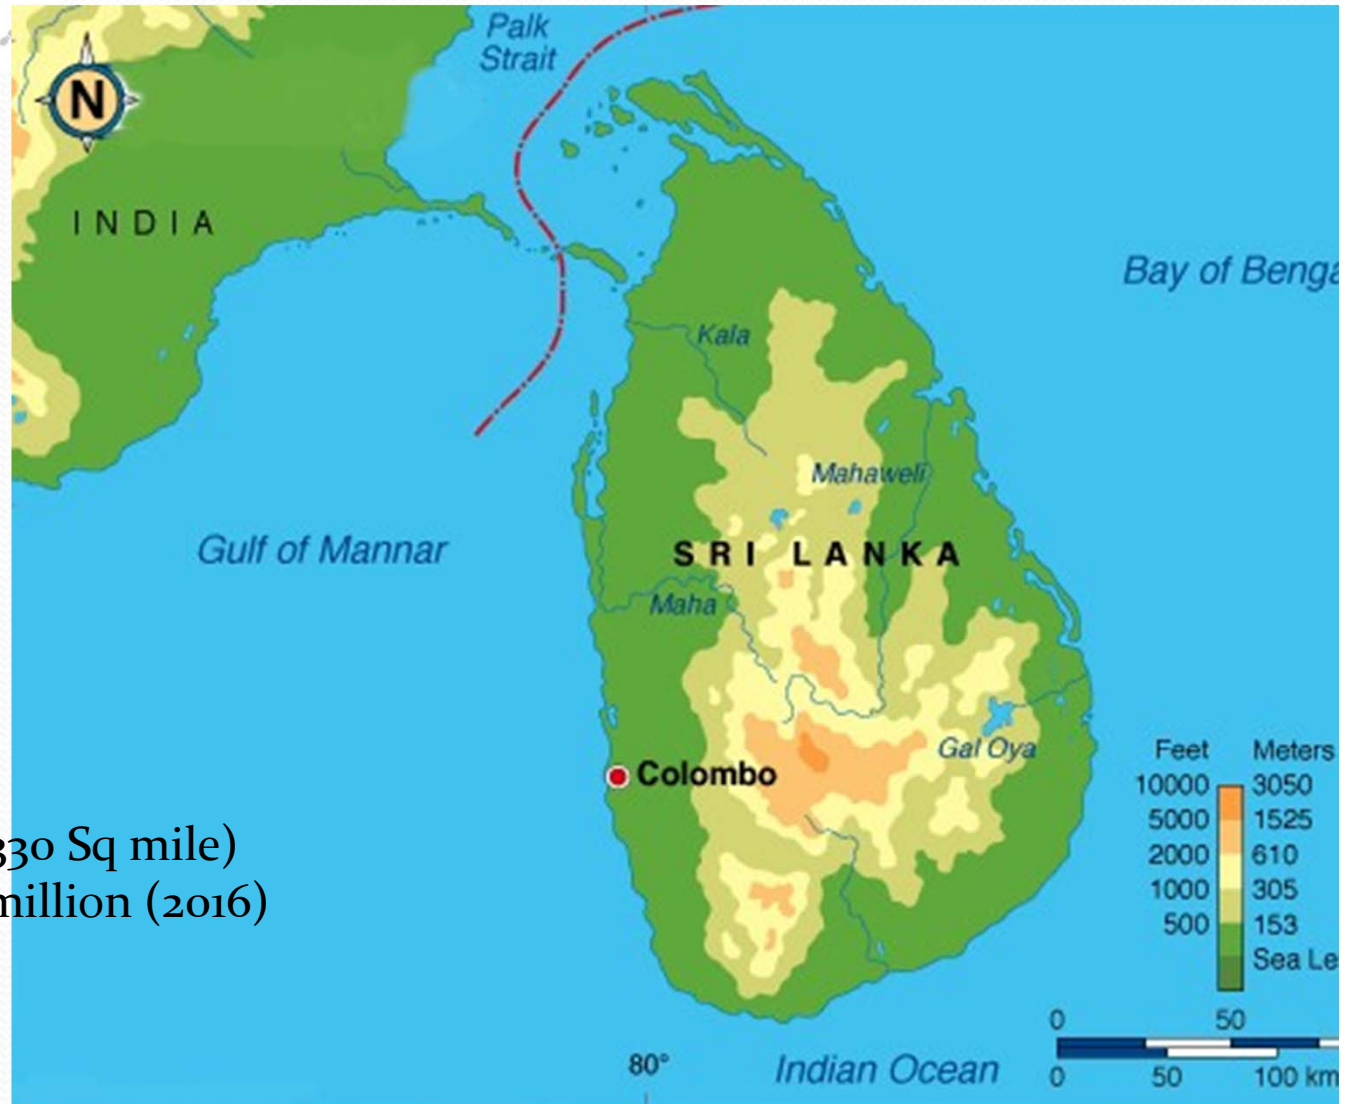 Palk
Strait
N
INDIA
Bay of Benga
Kala
Mahaweli
Gulf of Mannar
SRI LANKA
Maha
Gal Oya
Colombo
Feet Meters
10000 3050
5000 1525
2000 610
1000 305
500 153
Sea Le
330 Sq mile)
million (2016)
0 50
0 50 100 km
80°
Indian Ocean